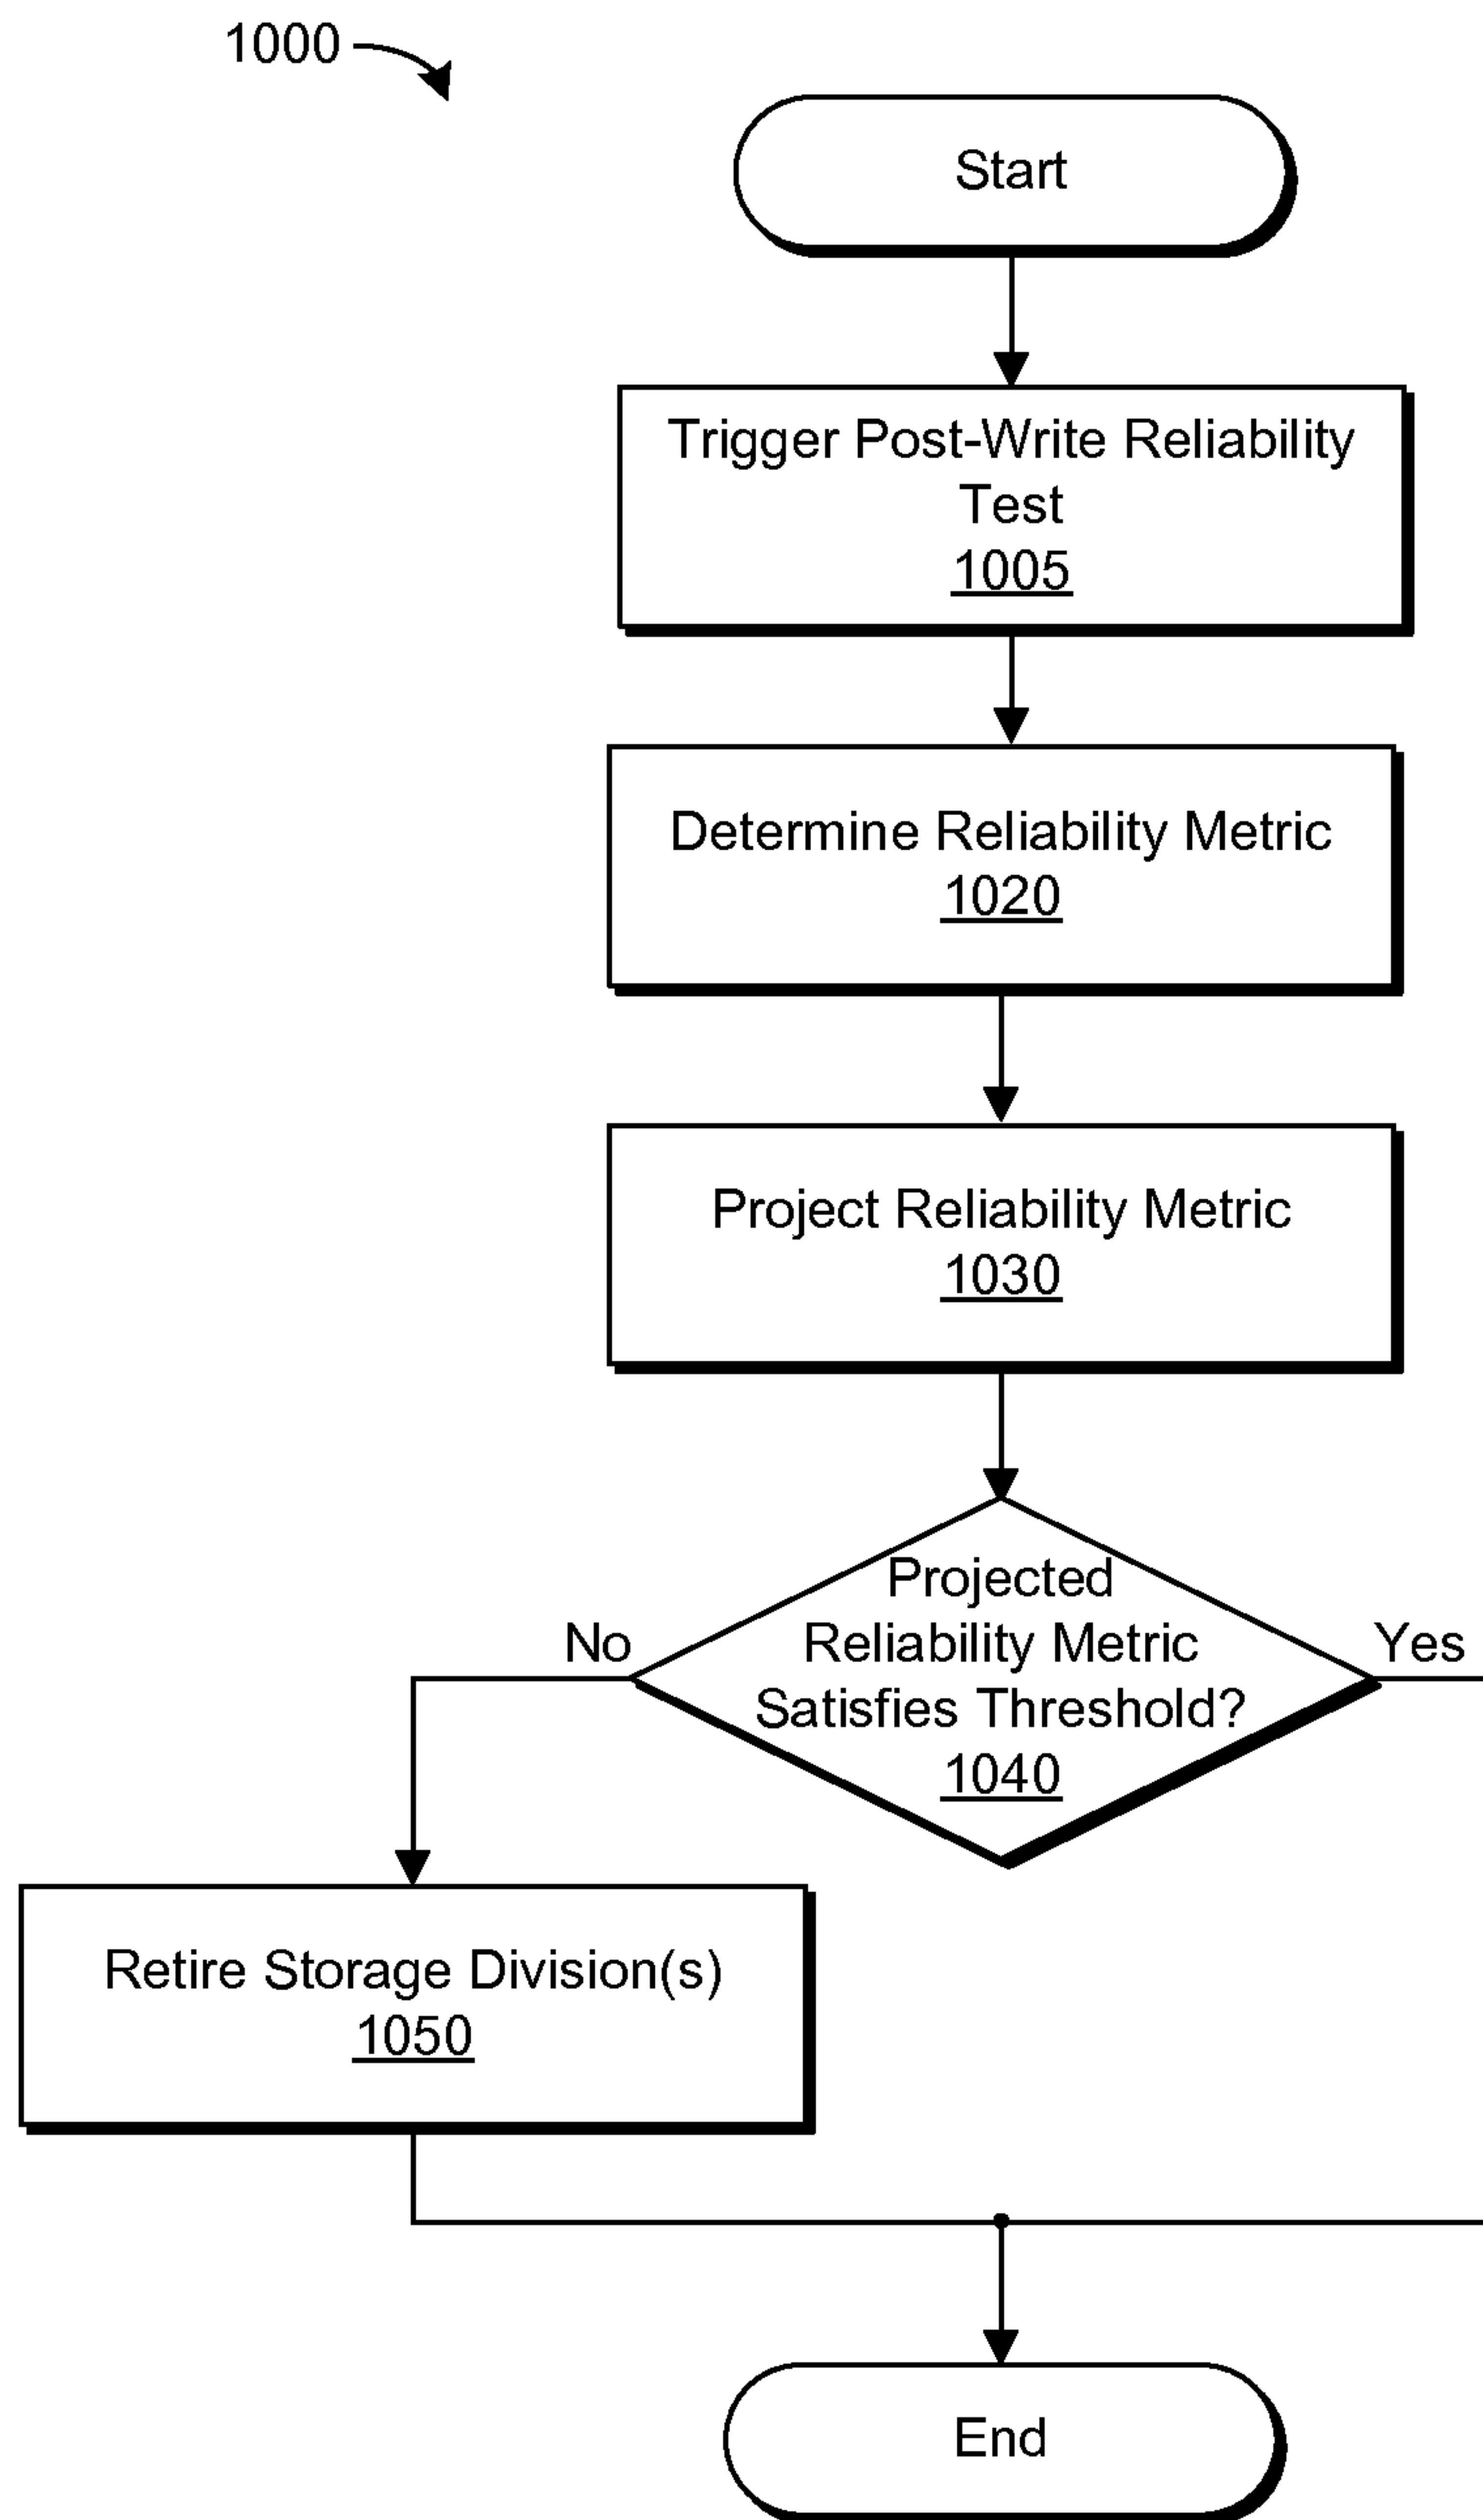 1000
Start
Trigger Post-Write Reliability
Test
1005
Determine Reliability Metric
1020
Project Reliability Metric
1030
Projected
Reliability Metric
Satisfies Threshold?
1040
No
Yes
Retire Storage Division(s)
1050
End